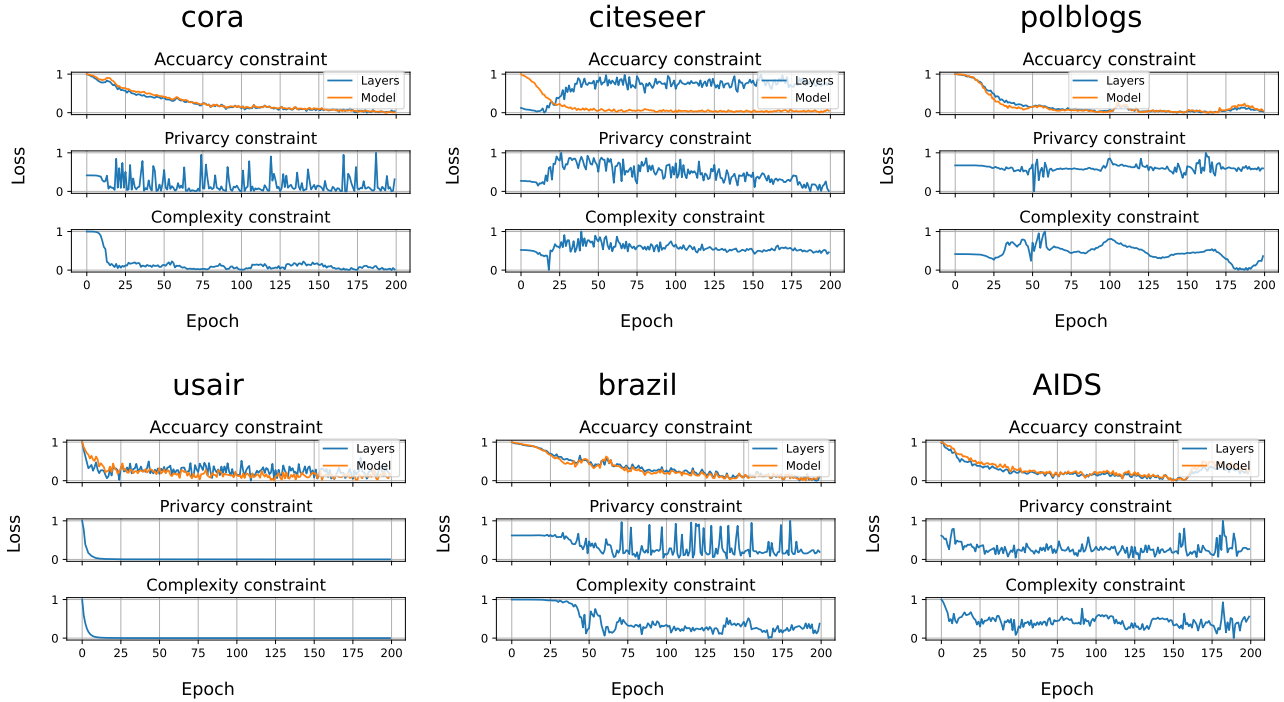 cora
Accuarcy constraint
1
0
Layers
Model
Privarcy constraint
1
0
Loss
Complexity constraint
1
0
0 25 50 75 100 125 150 175 200
Epoch
citeseer
Accuarcy constraint
Layers
Model
Privarcy constraint
1
0
Loss
Complexity constraint
1
0
0 25 50 75 100 125 150 175 200
Epoch
polblogs
Accuarcy constraint
1
0
Layers
Model
Privarcy constraint
1
0
Loss
Complexity constraint
1
0
0 25 50 75 100 125 150 175 200
Epoch
usair
Accuarcy constraint
1
0
Layers
Model
Privarcy constraint
1
0
Loss
Complexity constraint
1
0
0 25 50 75 100 125 150 175 200
Epoch
brazil
Accuarcy constraint
1
0
Layers
Model
Privarcy constraint
1
0
Loss
Complexity constraint
1
0
0 25 50 75 100 125 150 175 200
Epoch
AIDS
Accuarcy constraint
1
0
Layers
Model
Privarcy constraint
1
0
Loss
Complexity constraint
1
0
0 25 50 75 100 125 150 175 200
Epoch